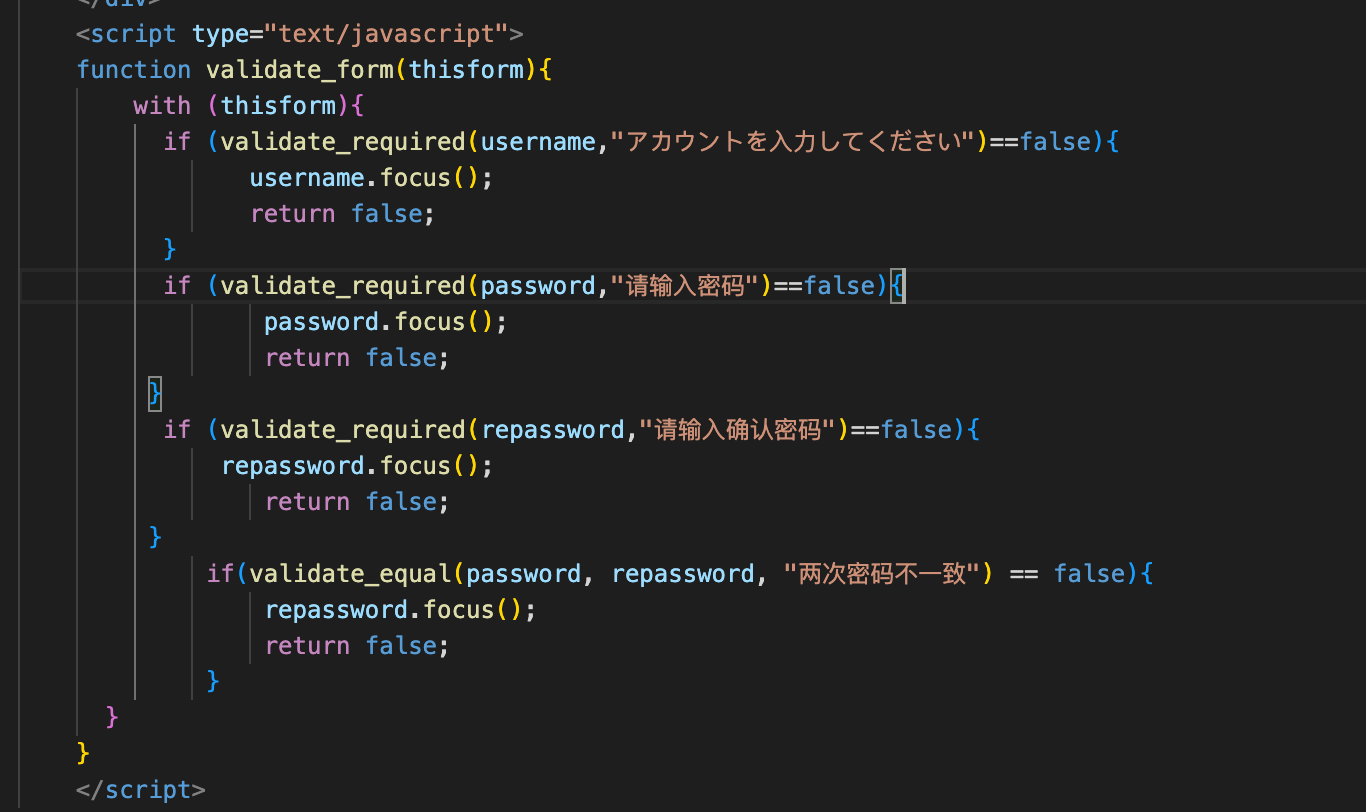 </div>
<script type="text/javascript">
function validate_form(thisform){
with (thisform){
if (validate_required(username,"アカウントを入力してください")==false){
username.focus();
return false;
}
if (validate_required(password,"请输入密码")==false){
password.focus();
return false;
}
if (validate_required(repassword,"请输入确认密码")==false){
repassword.focus();
return false;
}
if(validate_equal(password, repassword, "两次密码不一致") == false){
repassword.focus();
return false;
}
}
}
</script>